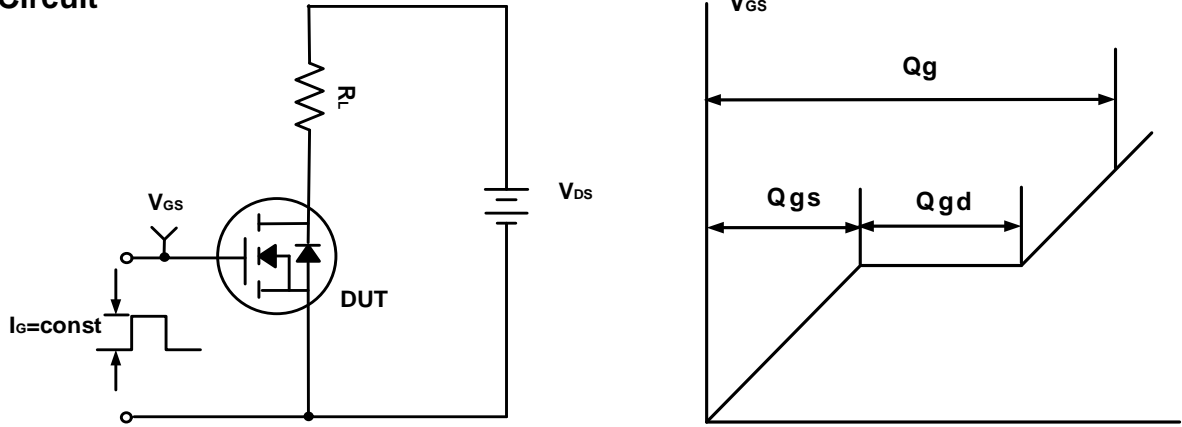 Circuit
RL
VGS
VDS
DUT
IG=const
VGS
Qg
Qgs
Qgd